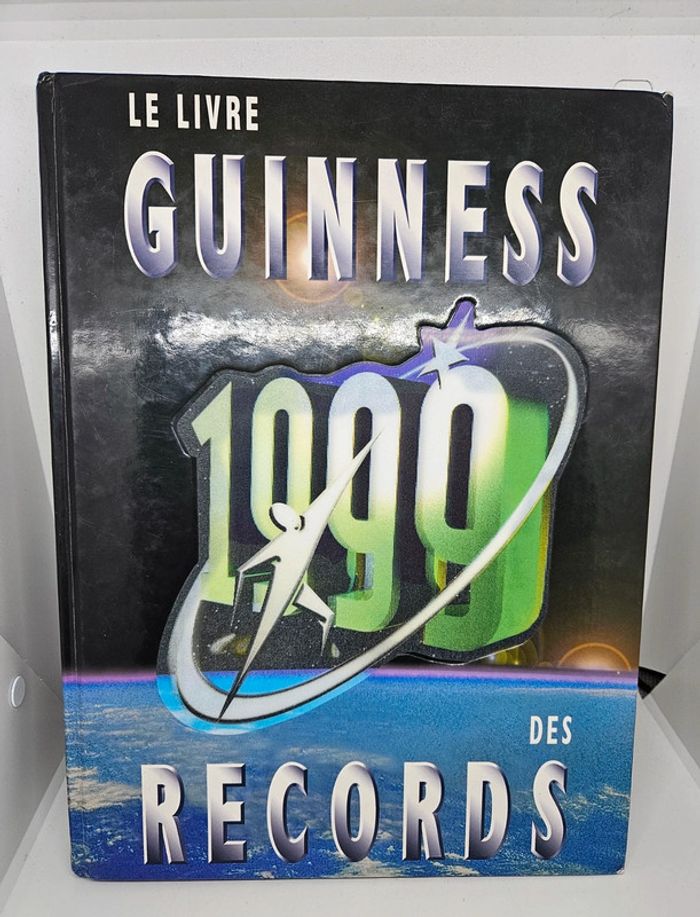 LE LIVRE
GUINNESS
1999
DES
RECORDS